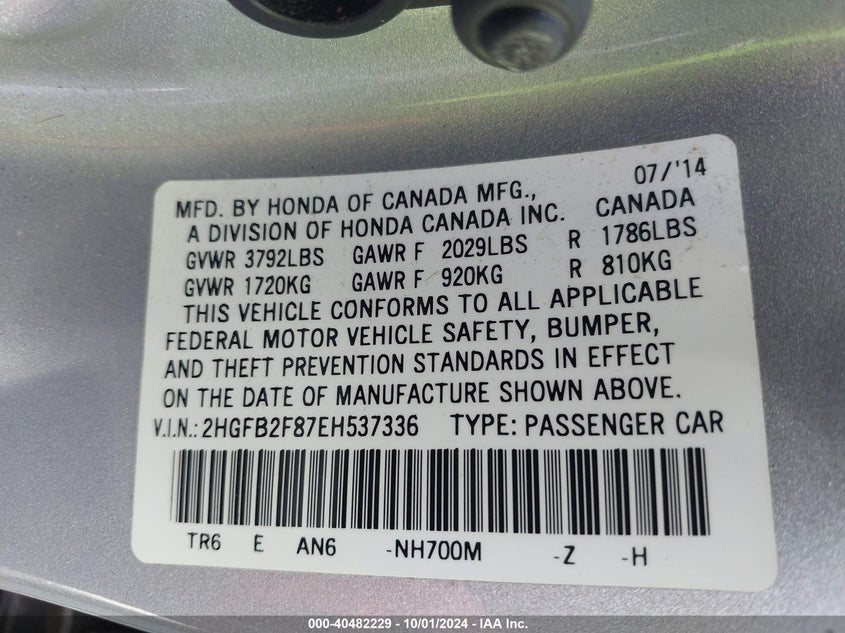 07/'14
MFD. BY HONDA OF CANADA MFG.,
A DIVISION OF HONDA CANADA INC. CANADA
GVWR 3792LBS GAWR F 2029LBS R 1786LBS
GVWR 1720KG GAWR F 920KG R 810KG
THIS VEHICLE CONFORMS TO ALL APPLICABLE
FEDERAL MOTOR VEHICLE SAFETY, BUMPER,
AND THEFT PREVENTION STANDARDS IN EFFECT
ON THE DATE OF MANUFACTURE SHOWN ABOVE.
V.I.N.: 2HGFB2F87EH537336 TYPE: PASSENGER CAR
TR6 E AN6 -NH700M -Z -H
000-40482229 - 10/01/2024 - IAA Inc.